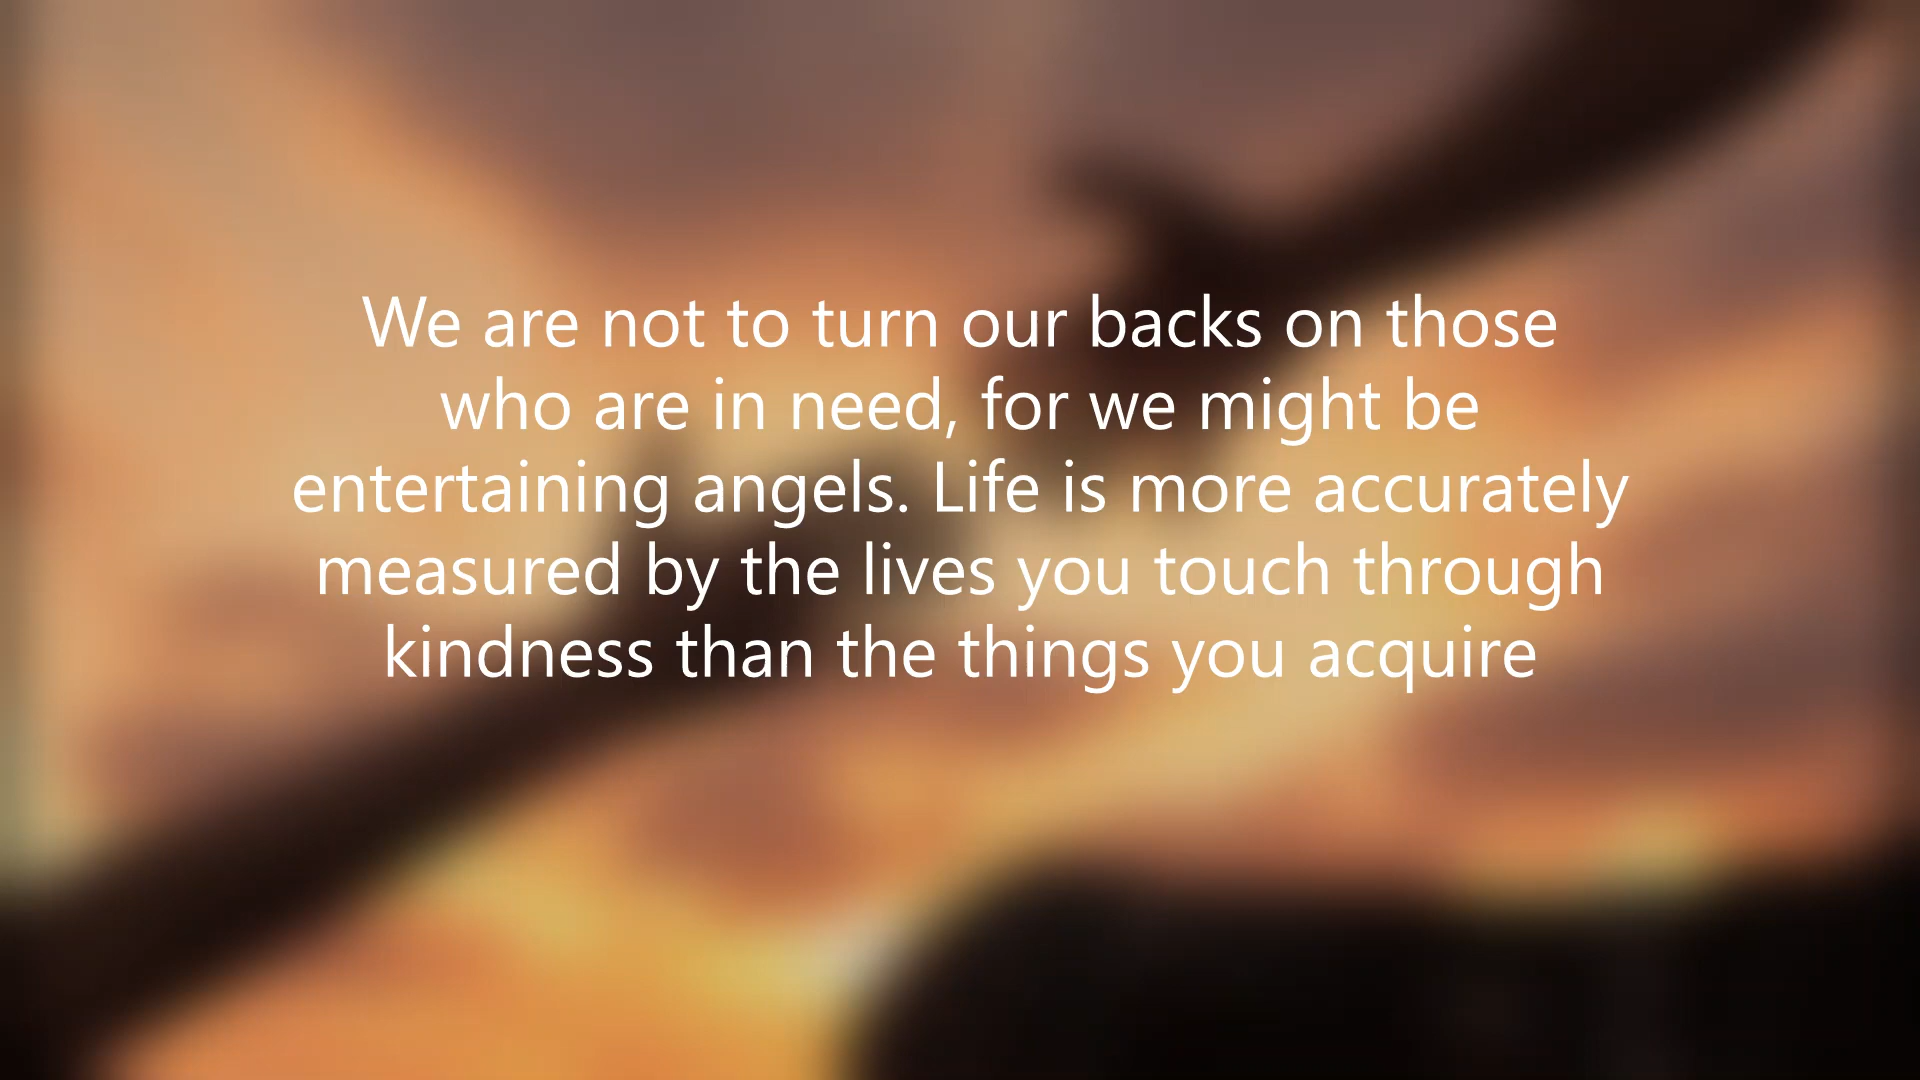 We are not to turn our backs on those
who are in need, for we might be
entertaining angels. Life is more accurately
measured by the lives you touch through
kindness than the things you acquire